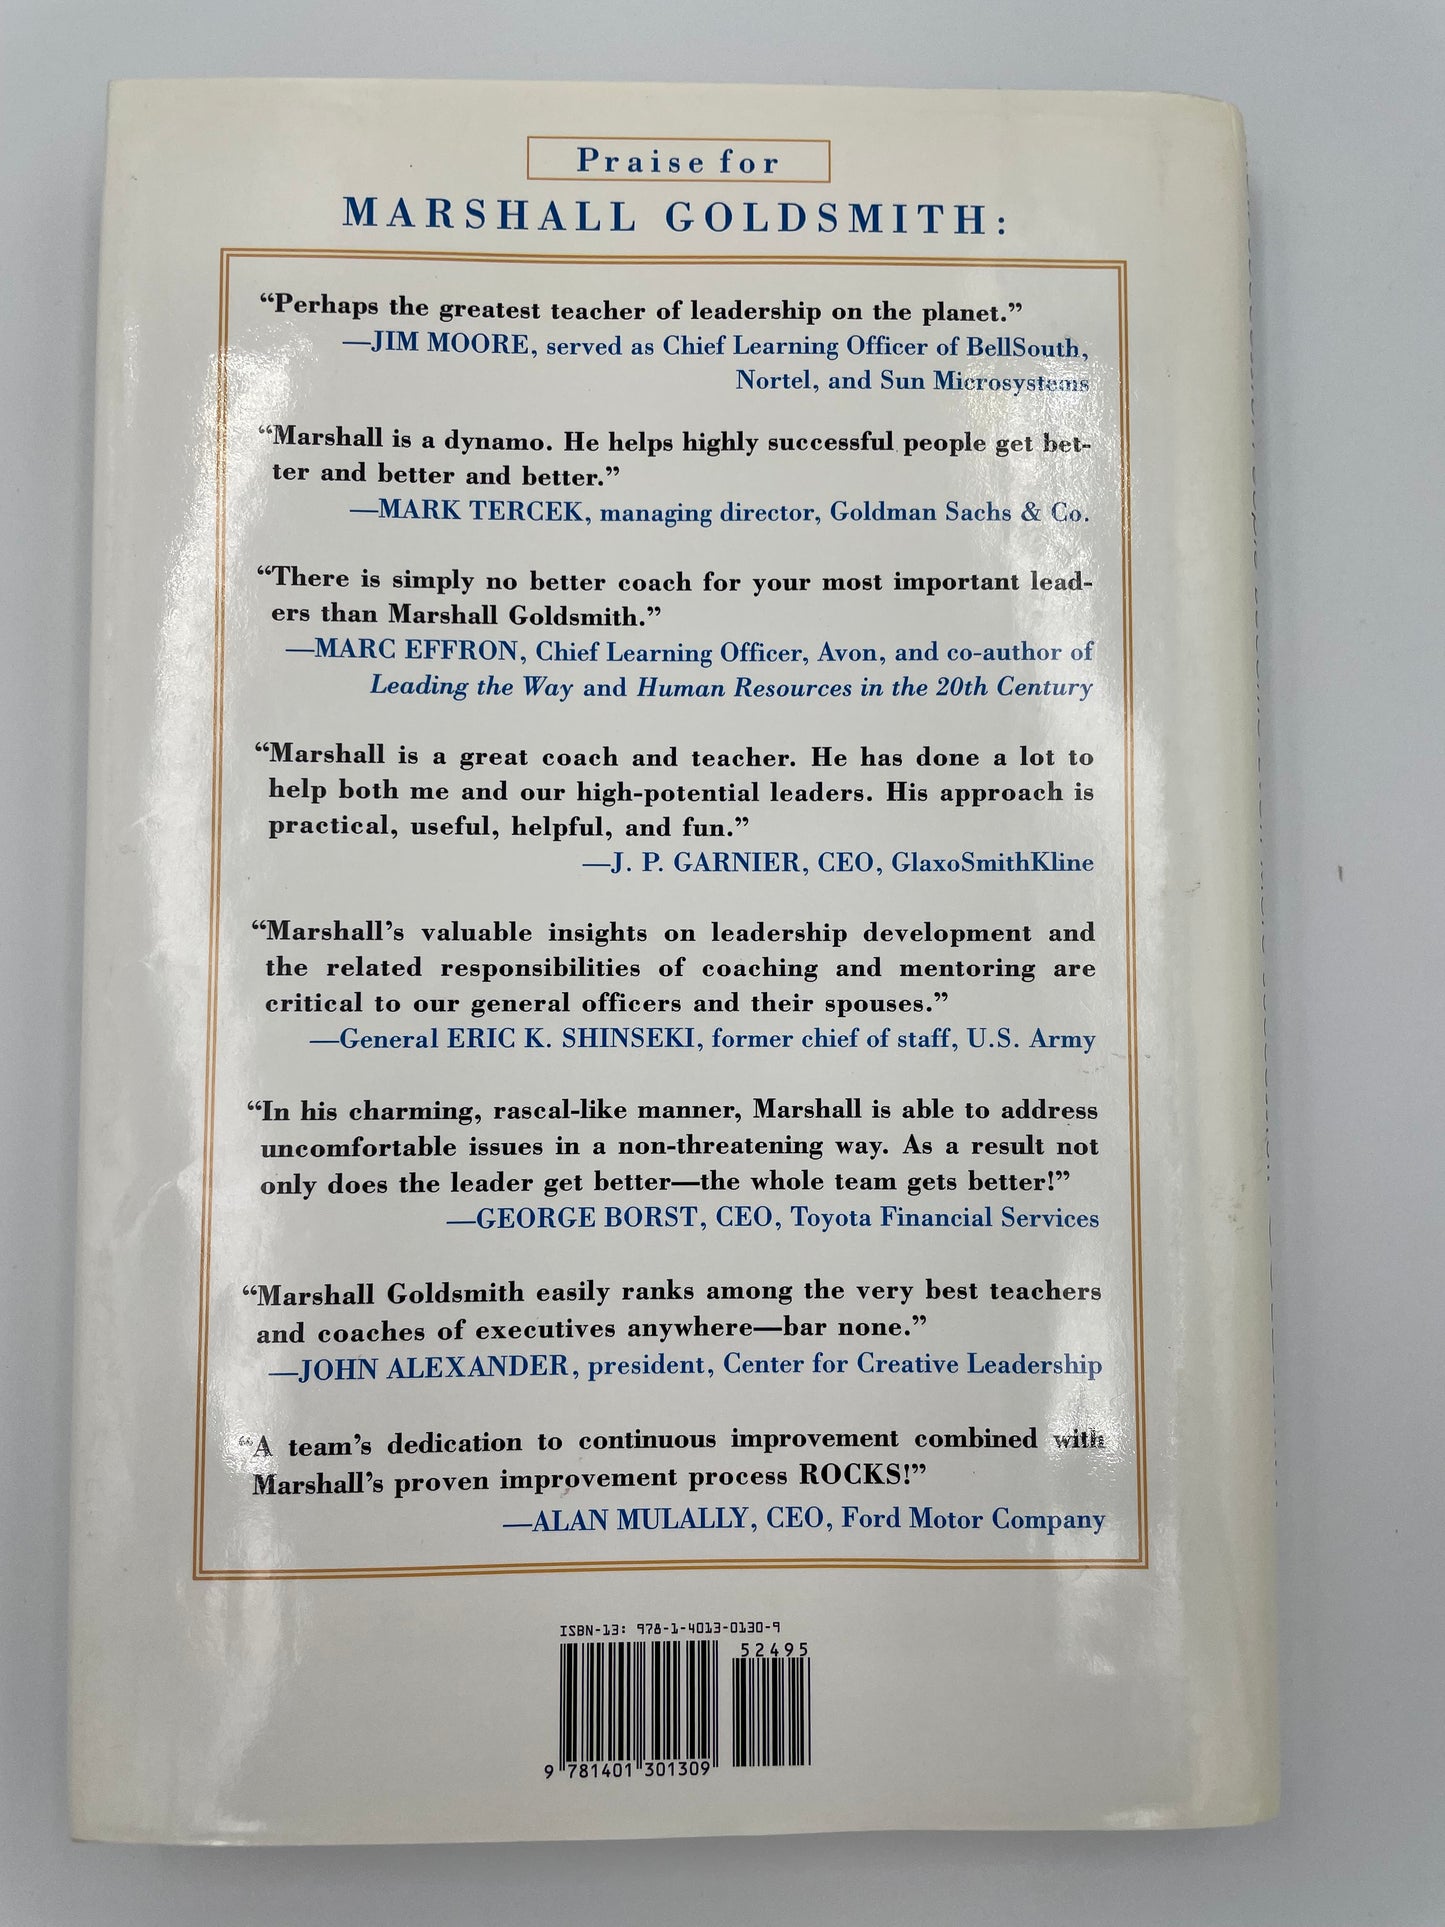 Praise for
MARSHALL GOLDSMITH:
“Perhaps the greatest teacher of leadership on the planet.”
—JIM MOORE, served as Chief Learning Officer of BellSouth,
Nortel, and Sun Microsystems
“Marshall is a dynamo. He helps highly successful people get bet-
ter and better and better.”
—MARK TERCEK, managing director, Goldman Sachs & Co.
“There is simply no better coach for your most important lead-
ers than Marshall Goldsmith.”
—MARC EFFRON, Chief Learning Officer, Avon, and co-author of
Leading the Way and Human Resources in the 20th Century
“Marshall is a great coach and teacher. He has done a lot to
help both me and our high-potential leaders. His approach is
practical, useful, helpful, and fun.”
—J. P. GARNIER, CEO, GlaxoSmithKline
“Marshall’s valuable insights on leadership development and
the related responsibilities of coaching and mentoring are
critical to our general officers and their spouses.”
—General ERIC K. SHINSEKI, former chief of staff, U.S. Army
“In his charming, rascal-like manner, Marshall is able to address
uncomfortable issues in a non-threatening way. As a result not
only does the leader get better—the whole team gets better!”
—GEORGE BORST, CEO, Toyota Financial Services
“Marshall Goldsmith easily ranks among the very best teachers
and coaches of executives anywhere—bar none.”
—JOHN ALEXANDER, president, Center for Creative Leadership
“A team’s dedication to continuous improvement combined with
Marshall’s proven improvement process ROCKS!”
—ALAN MULALLY, CEO, Ford Motor Company
ISBN-13: 978-1-4013-0130-9
52495
9 781401 301309